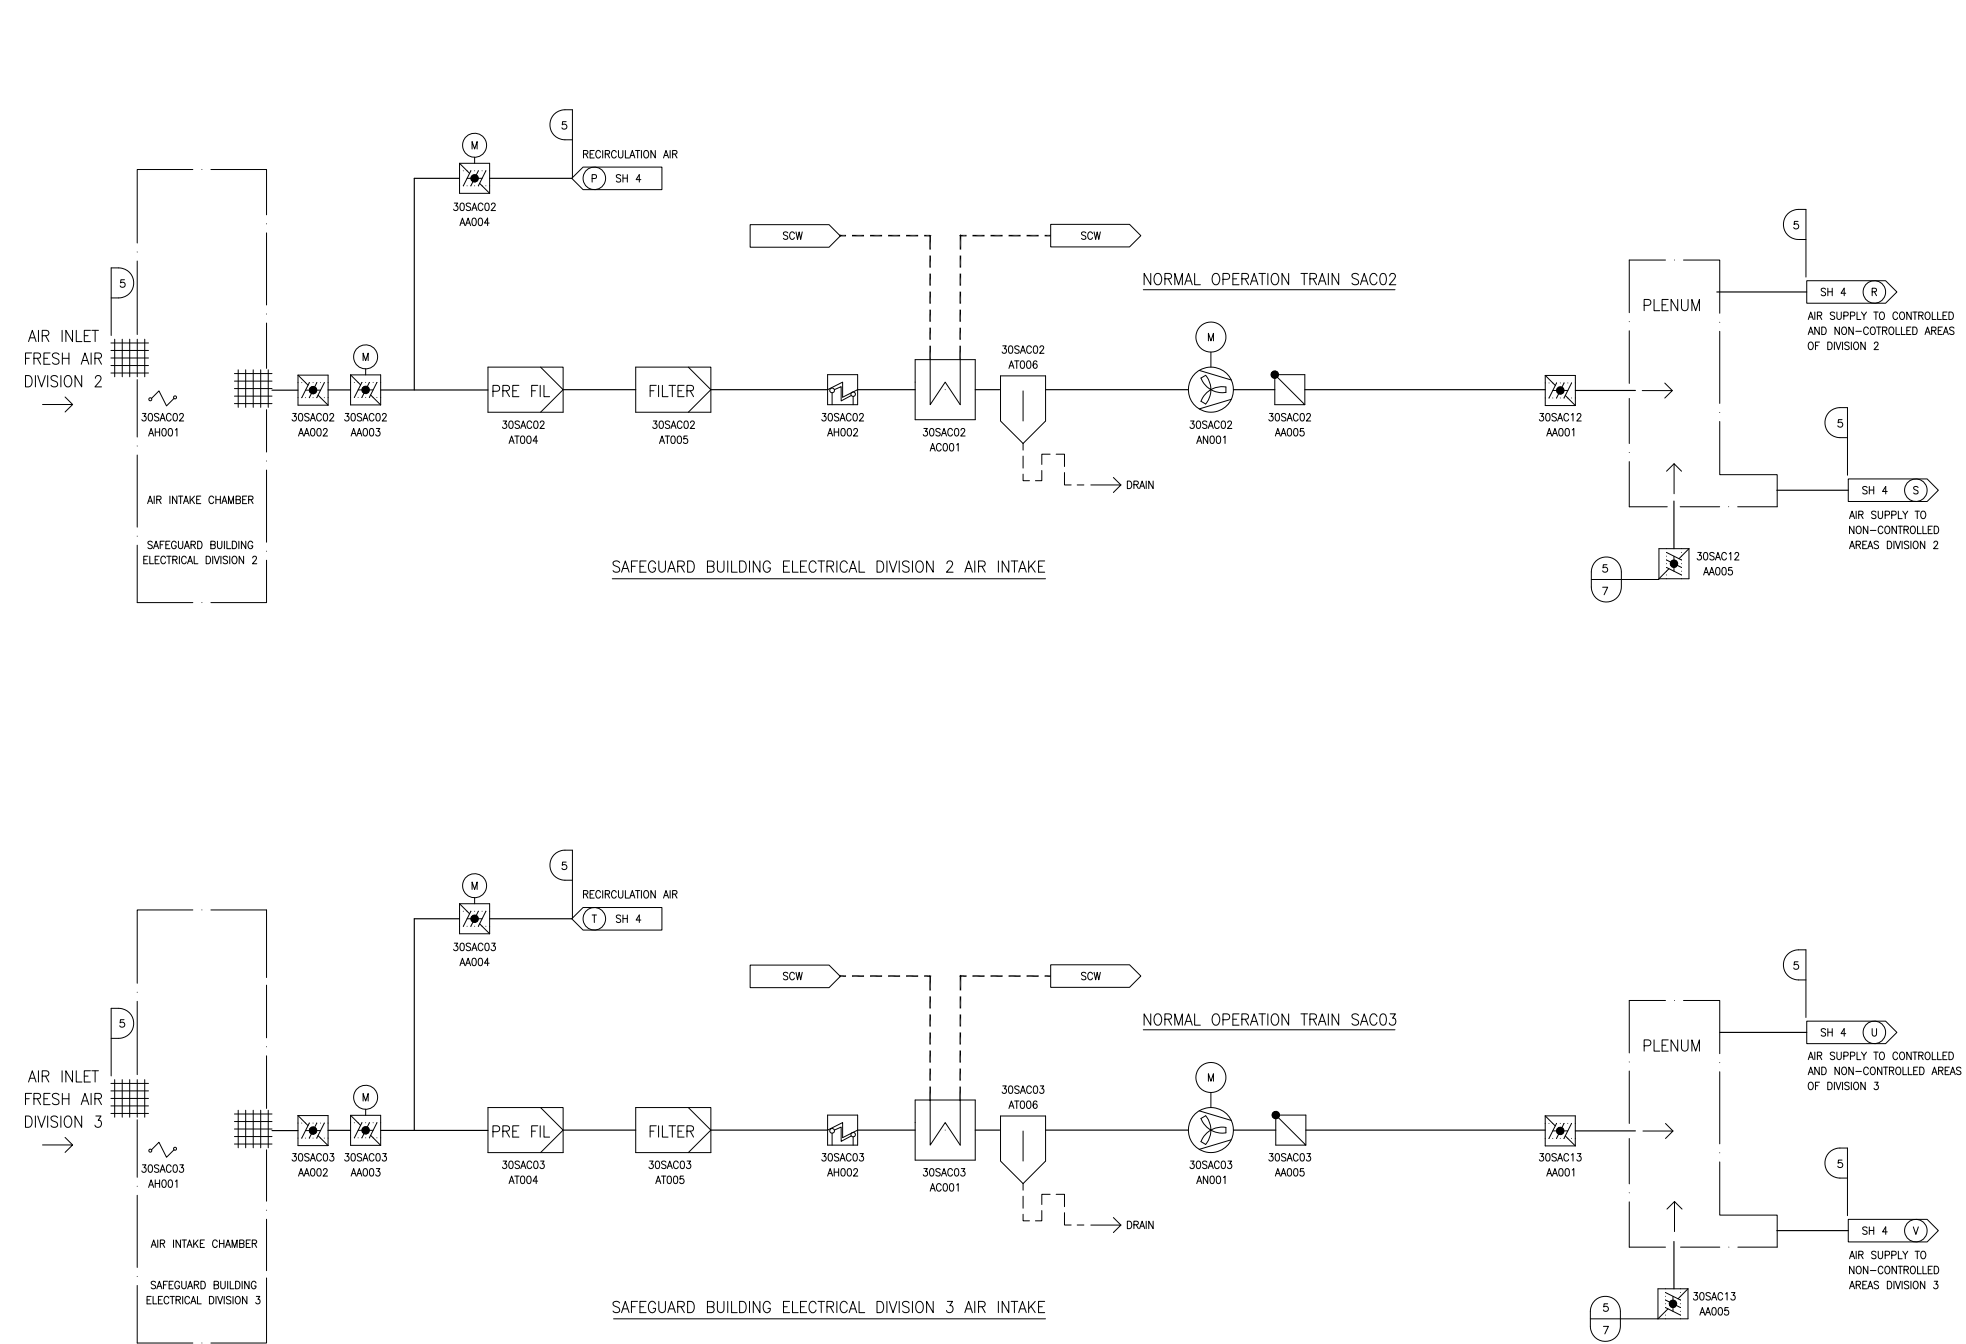 5
M
RECIRCULATION AIR
P SH 4
30SAC02
AA004
SCW
SCW
5
NORMAL OPERATION TRAIN SAC02
5
SH 4 R
PLENUM
AIR SUPPLY TO CONTROLLED
AND NON-COTROLLED AREAS
OF DIVISION 2
AIR INLET
FRESH AIR
DIVISION 2
30SAC02
AH001
30SAC02
AA002
M
30SAC02
AA003
PRE FIL
30SAC02
AT004
FILTER
30SAC02
AT005
30SAC02
AH002
30SAC02
AC001
30SAC02
AT006
DRAIN
M
30SAC02
AN001
30SAC02
AA005
30SAC12
AA001
5
SH 4 S
AIR SUPPLY TO
NON-CONTROLLED
AREAS DIVISION 2
AIR INTAKE CHAMBER
SAFEGUARD BUILDING
ELECTRICAL DIVISION 2
SAFEGUARD BUILDING ELECTRICAL DIVISION 2 AIR INTAKE
5
7
30SAC12
AA005
5
M
RECIRCULATION AIR
T SH 4
30SAC03
AA004
SCW
SCW
5
NORMAL OPERATION TRAIN SAC03
5
SH 4 U
PLENUM
AIR SUPPLY TO CONTROLLED
AND NON-CONTROLLED AREAS
OF DIVISION 3
AIR INLET
FRESH AIR
DIVISION 3
30SAC03
AH001
30SAC03
AA002
M
30SAC03
AA003
PRE FIL
30SAC03
AT004
FILTER
30SAC03
AT005
30SAC03
AH002
30SAC03
AC001
30SAC03
AT006
DRAIN
M
30SAC03
AN001
30SAC03
AA005
30SAC13
AA001
5
SH 4 V
AIR SUPPLY TO
NON-CONTROLLED
AREAS DIVISION 3
AIR INTAKE CHAMBER
SAFEGUARD BUILDING
ELECTRICAL DIVISION 3
SAFEGUARD BUILDING ELECTRICAL DIVISION 3 AIR INTAKE
5
7
30SAC13
AA005